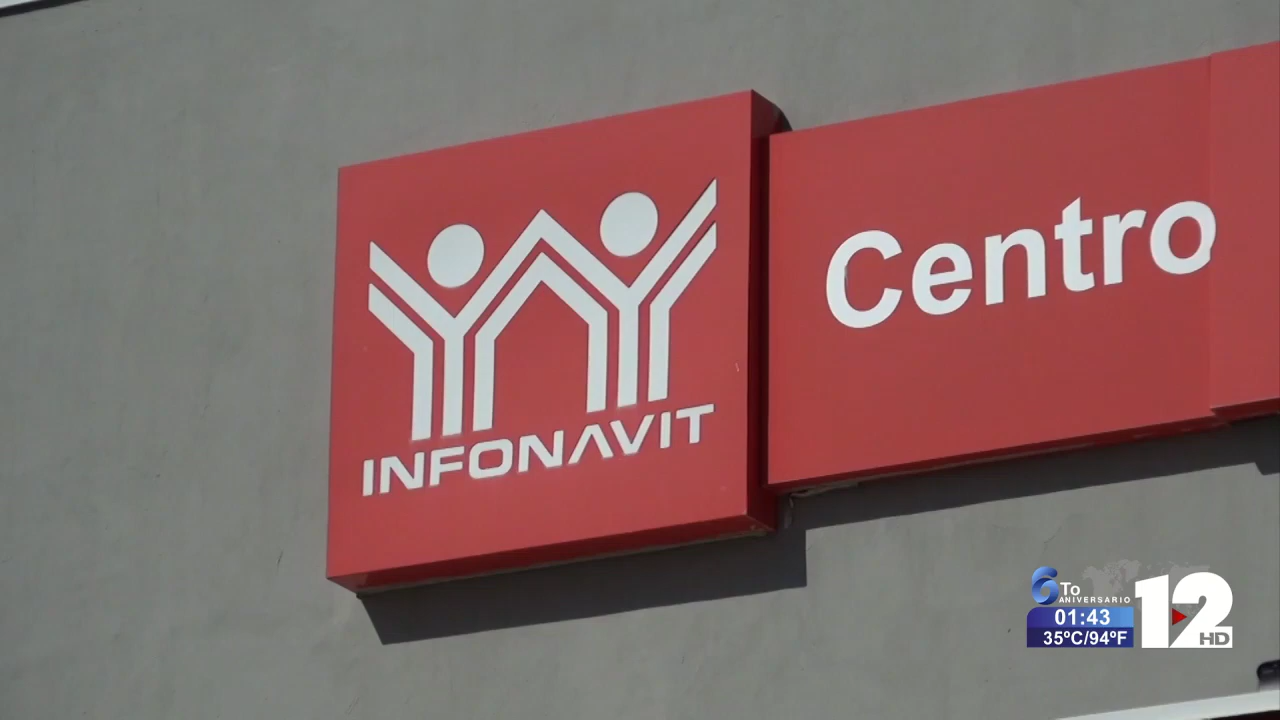 INFONAVIT
Centro
6To
ANIVERSARIO
01:43
35°C/94°F
12
HD